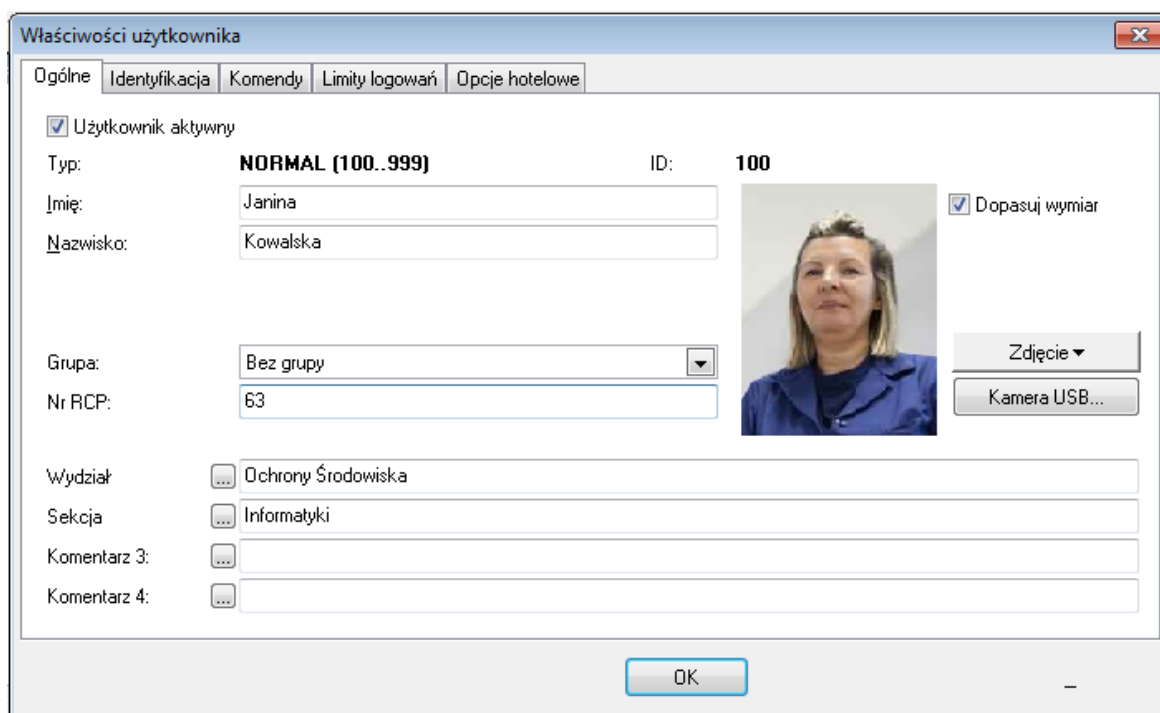 Właściwości użytkownika
Ogólne Identyfikacja Komendy Limity logowań Opcje hotelowe
Użytkownik aktywny
Typ: NORMAL (100..999) ID: 100
Imię: Janina Dopasuj wymiar
Nazwisko: Kowalska
Grupa: Bez grupy Zdjęcie
Nr RCP: 63 Kamera USB...
Wydział ... Ochrony Środowiska
Sekcja ... Informatyki
Komentarz 3: ...
Komentarz 4: ...
OK